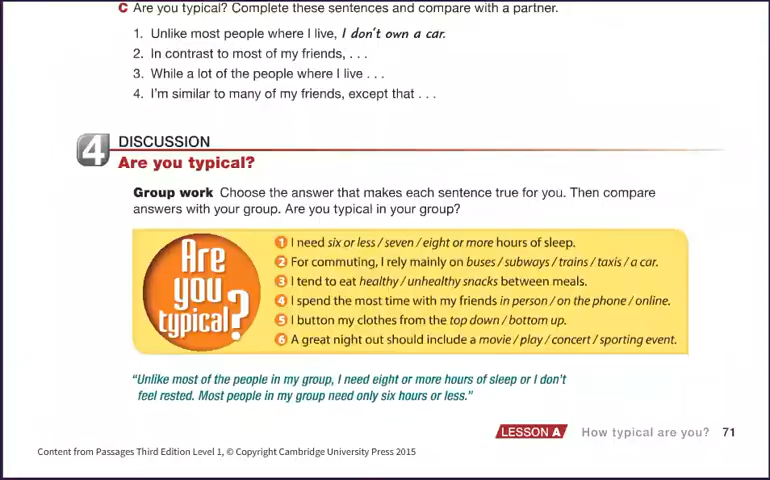 C Are you typical? Complete these sentences and compare with a partner.
1. Unlike most people where I live, I don't own a car.
2. In contrast to most of my friends, . . .
3. While a lot of the people where I live . . .
4. I'm similar to many of my friends, except that . . .
4 DISCUSSION
Are you typical?
Group work Choose the answer that makes each sentence true for you. Then compare
answers with your group. Are you typical in your group?
Are
you
typical?
1 I need six or less / seven / eight or more hours of sleep.
2 For commuting, I rely mainly on buses / subways / trains / taxis / a car.
3 I tend to eat healthy / unhealthy snacks between meals.
4 I spend the most time with my friends in person / on the phone / online.
5 I button my clothes from the top down / bottom up.
6 A great night out should include a movie / play / concert / sporting event.
"Unlike most of the people in my group, I need eight or more hours of sleep or I don't
feel rested. Most people in my group need only six hours or less."
LESSON A How typical are you? 71
Content from Passages Third Edition Level 1, © Copyright Cambridge University Press 2015